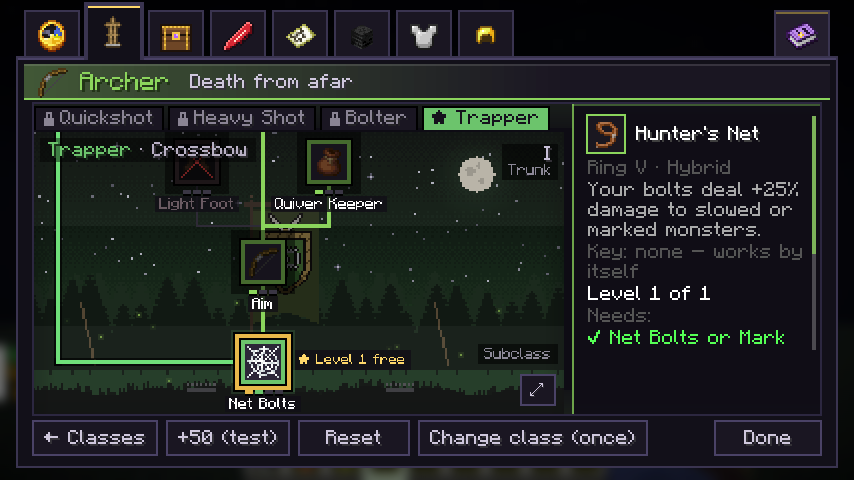 Archer Death from afar
Quickshot Heavy Shot Bolter Trapper
Trapper · Crossbow
I
Trunk
Light Foot
Quiver Keeper
Aim
Level 1 free
Subclass
Net Bolts
Hunter's Net
Ring V · Hybrid
Your bolts deal +25%
damage to slowed or
marked monsters.
Key: none — works by
itself
Level 1 of 1
Needs:
✓ Net Bolts or Mark
← Classes +50 (test) Reset Change class (once) Done